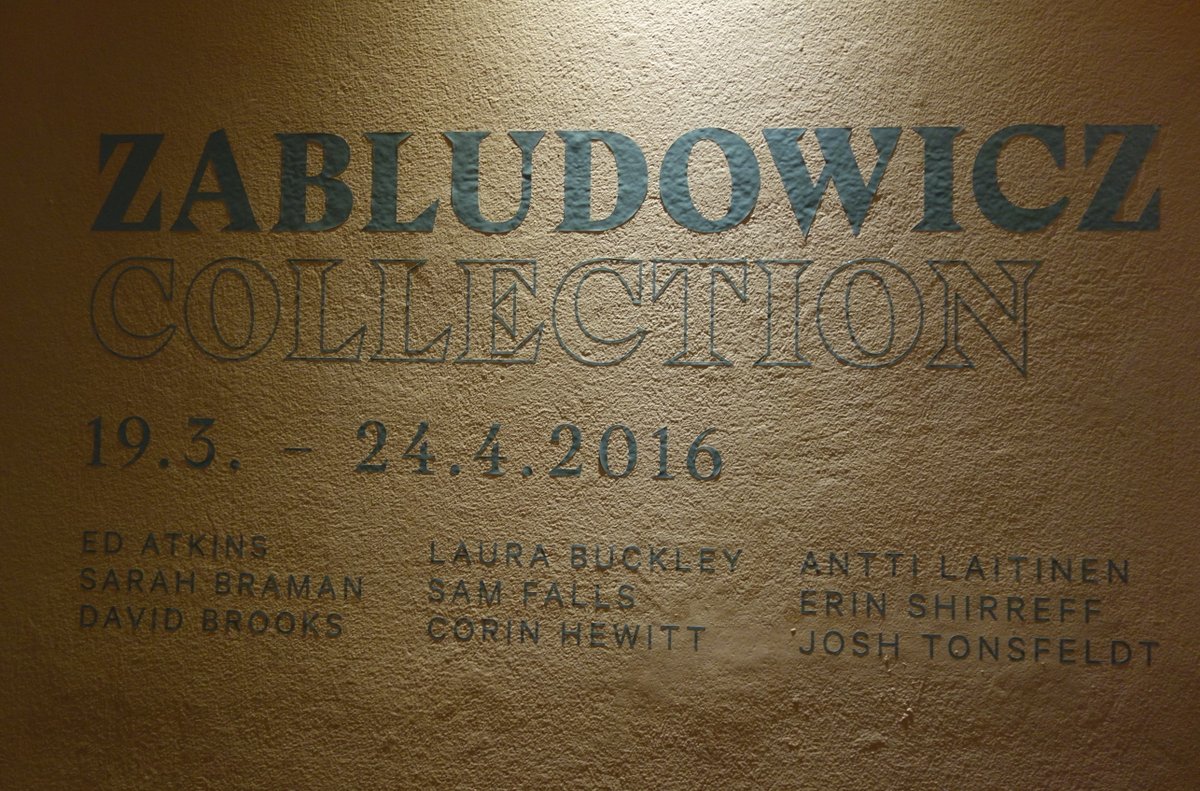 ZABLUDOWICZ
COLLECTION
19.3. – 24.4.2016
ED ATKINS
SARAH BRAMAN
DAVID BROOKS
LAURA BUCKLEY
SAM FALLS
CORIN HEWITT
ANTTI LAITINEN
ERIN SHIRREFF
JOSH TONSFELDT